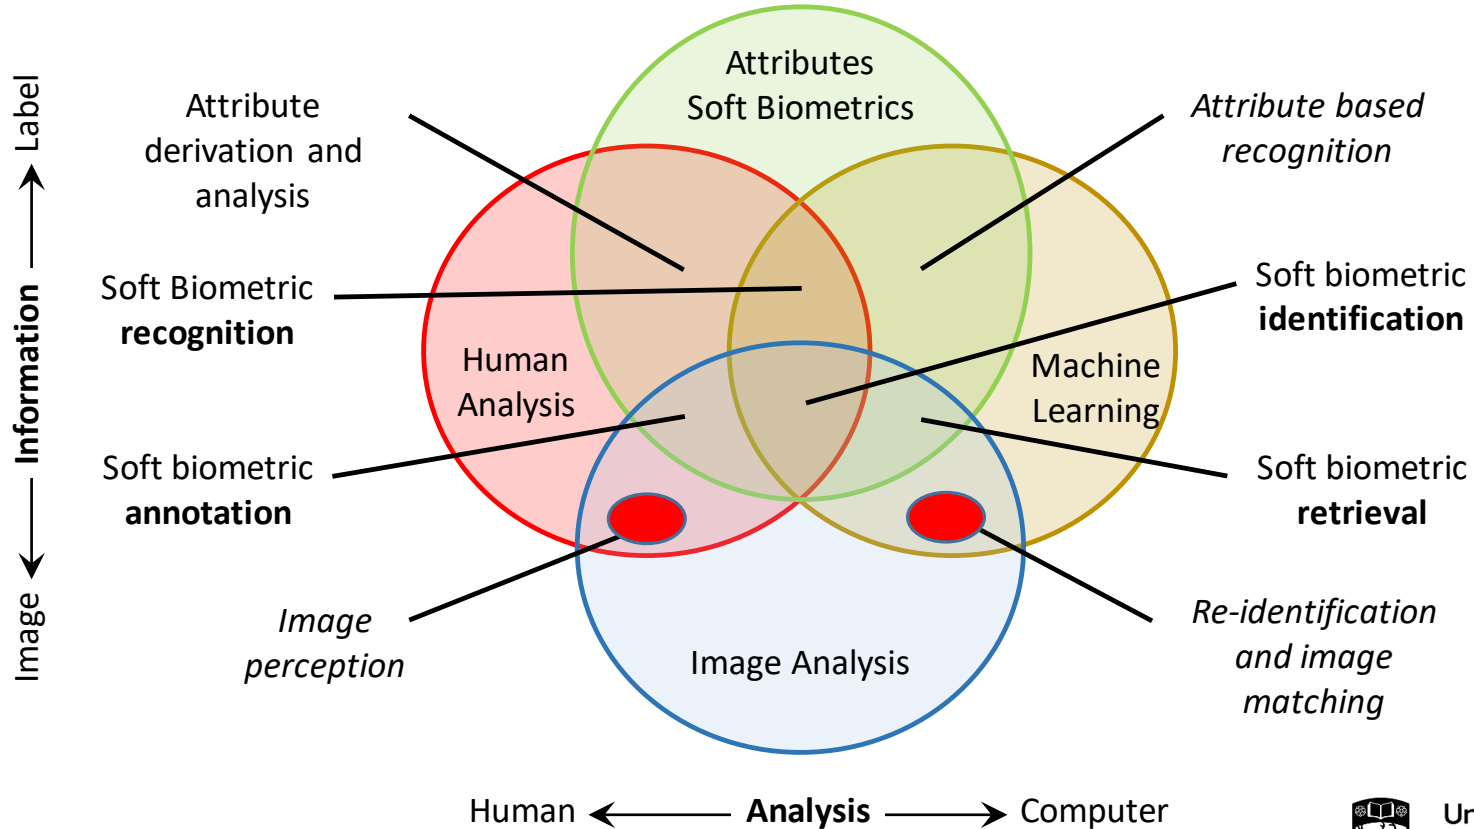 Attributes
Soft Biometrics
Attribute
derivation and
analysis
Attribute based
recognition
Soft Biometric
recognition
Soft biometric
identification
Human
Analysis
Machine
Learning
Soft biometric
annotation
Soft biometric
retrieval
Image
perception
Image Analysis
Re-identification
and image
matching
Label
Information
Image
Human
Analysis
Computer